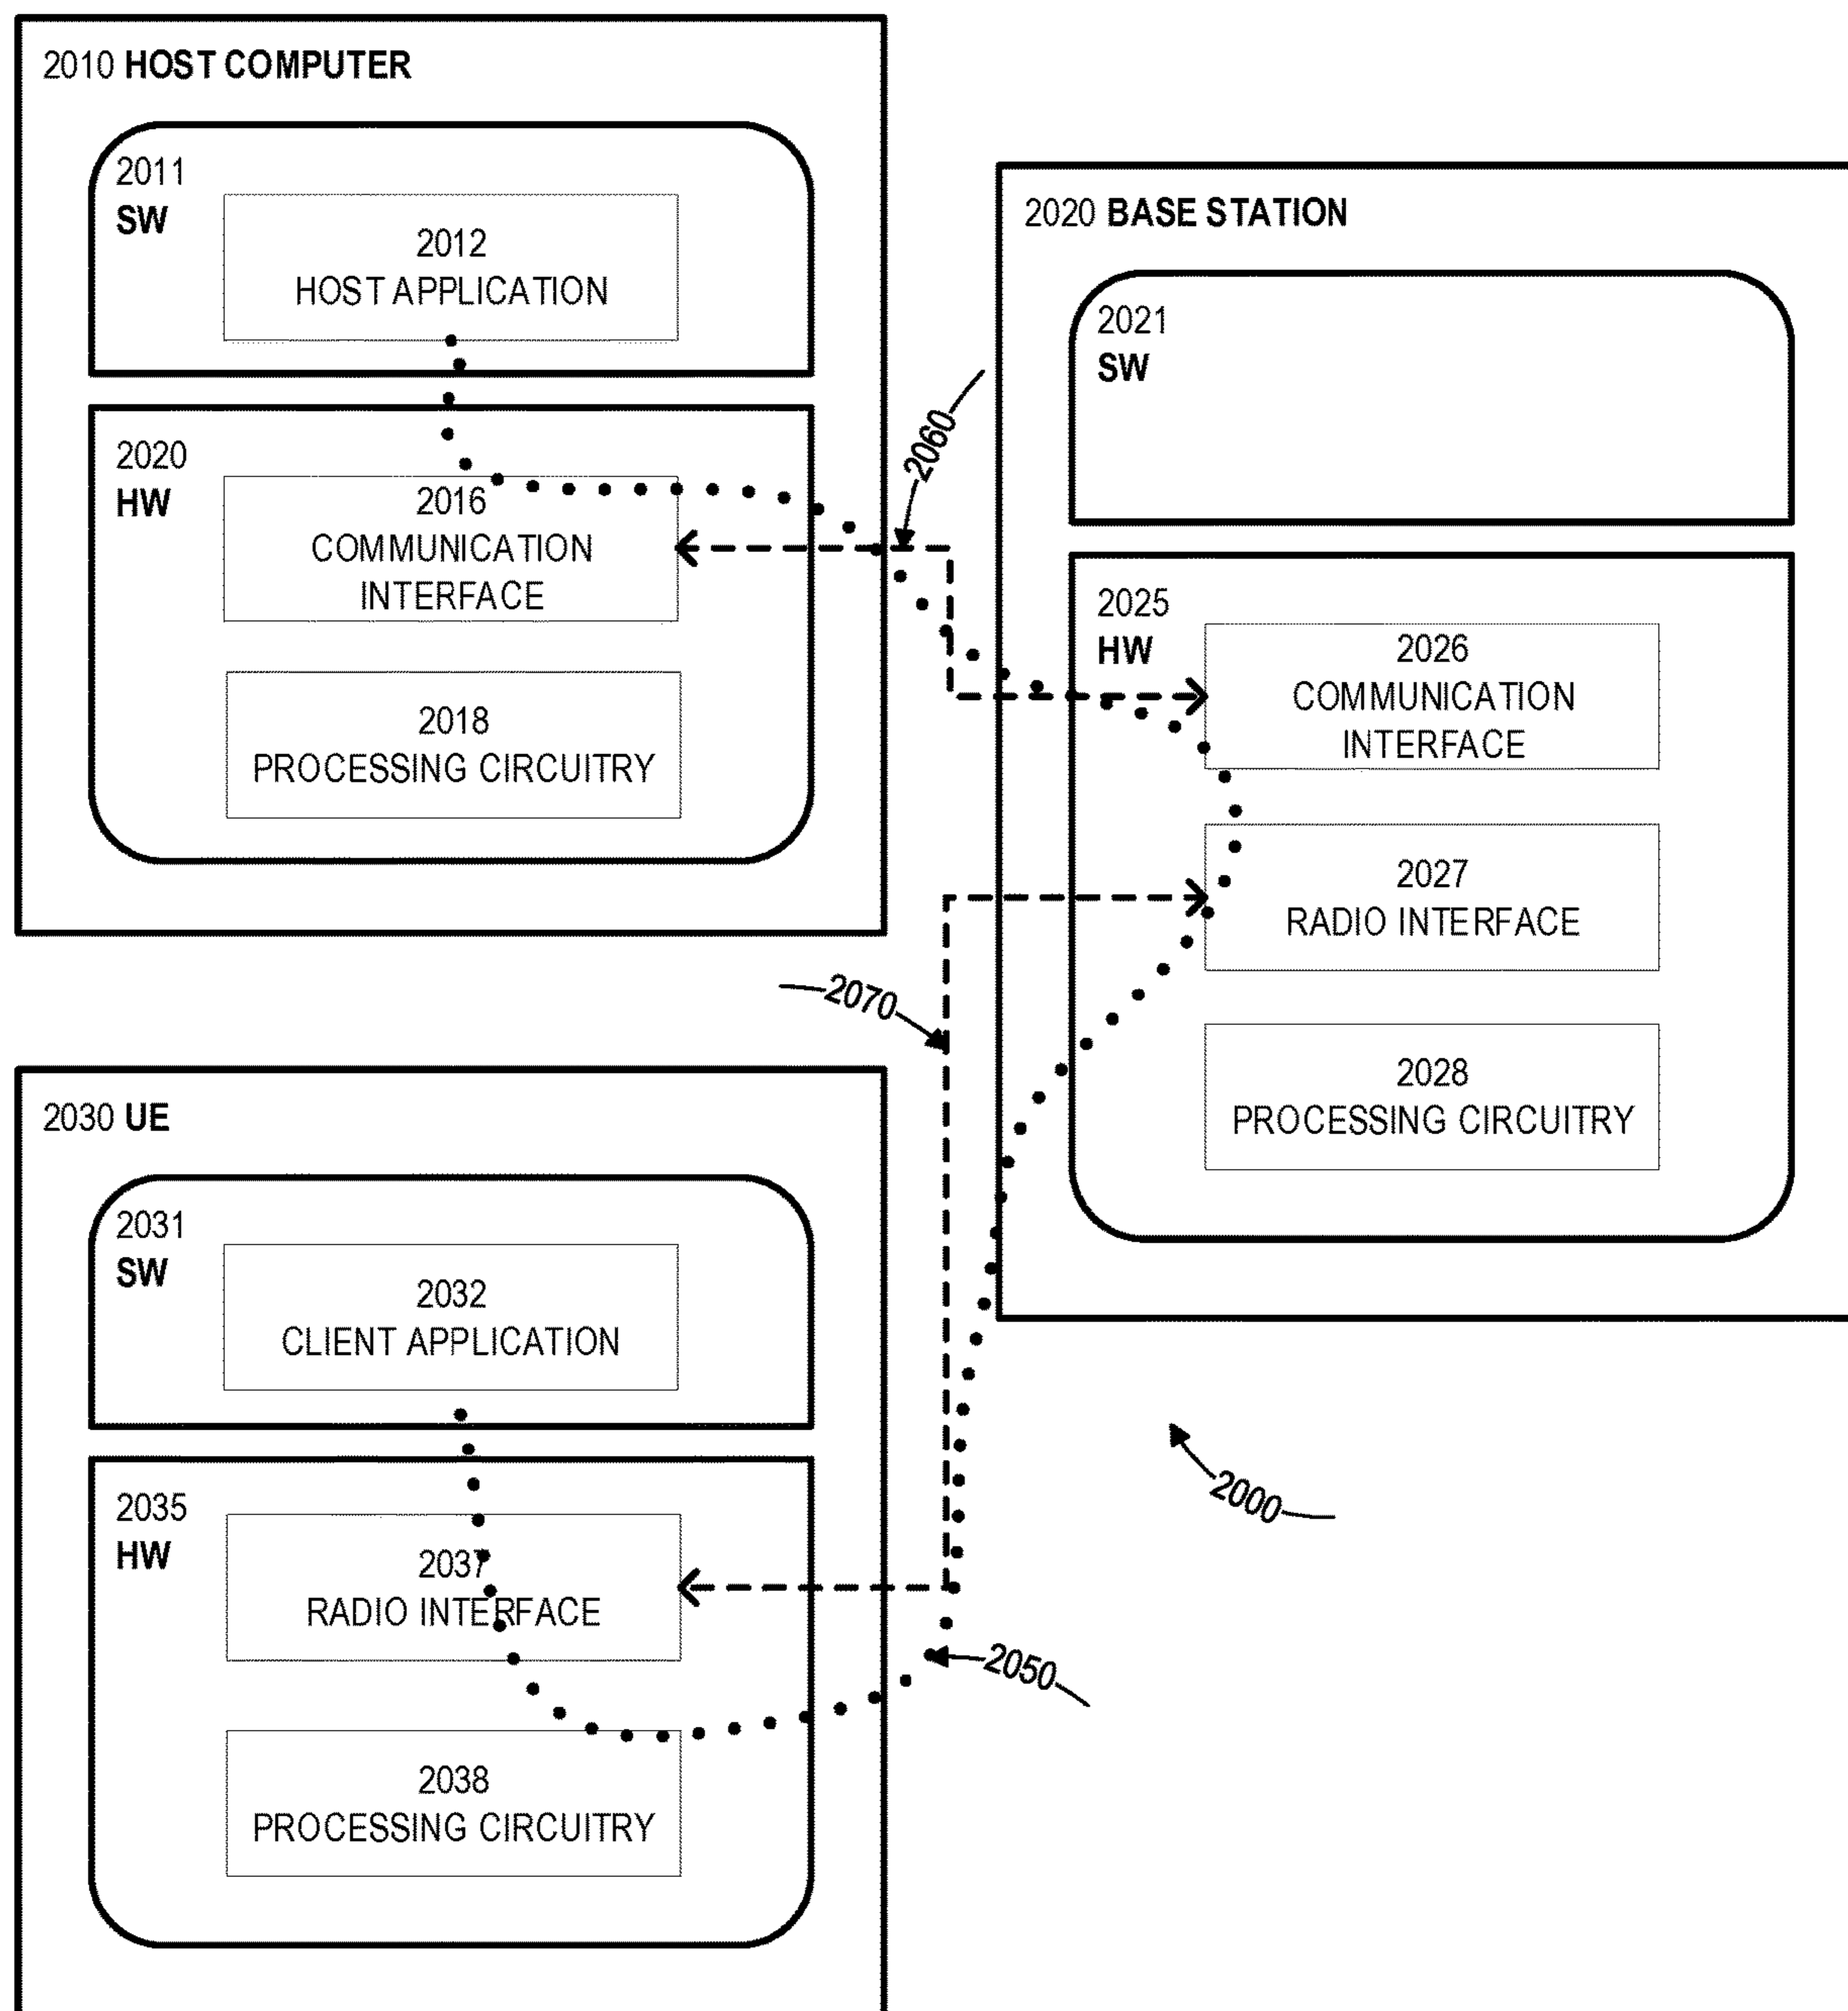 2010 HOST COMPUTER
2011
SW
2012
HOST APPLICATION
2020
HW
2016
COMMUNICATION
INTERFACE
2018
PROCESSING CIRCUITRY
2060
2020 BASE STATION
2021
SW
2025
HW
2026
COMMUNICATION
INTERFACE
2027
RADIO INTERFACE
2028
PROCESSING CIRCUITRY
2070
2030 UE
2031
SW
2032
CLIENT APPLICATION
2035
HW
2037
RADIO INTERFACE
2038
PROCESSING CIRCUITRY
2000
2050